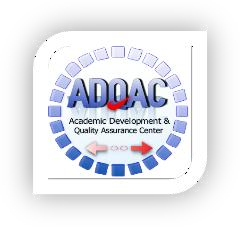 ADQAC
Academic Development &
Quality Assurance Center